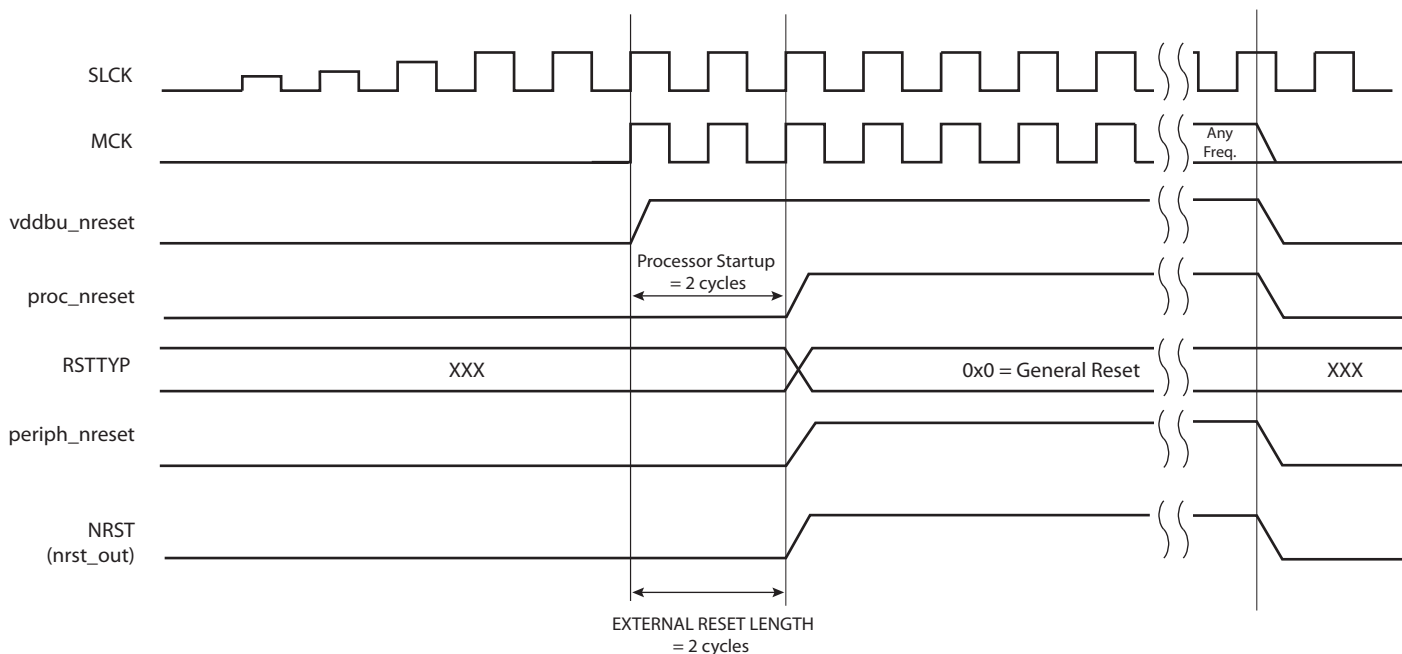 SLCK
MCK
Any
Freq.
vddbu_nreset
Processor Startup
= 2 cycles
proc_nreset
RSTTYP
XXX
0x0 = General Reset
XXX
periph_nreset
NRST
(nrst_out)
EXTERNAL RESET LENGTH
= 2 cycles